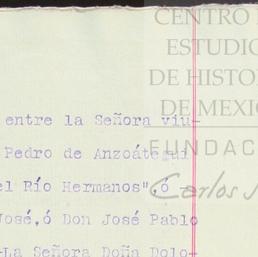 CENTRO
ESTUDIO
DE HISTOR
DE MEXIC
FUNDAC
Carlos
entre la Señora viu-
Pedro de Anzoátegui
el Río Hermanos",ó -
José,ó Don José Pablo
-La Señora Doña Dolo-